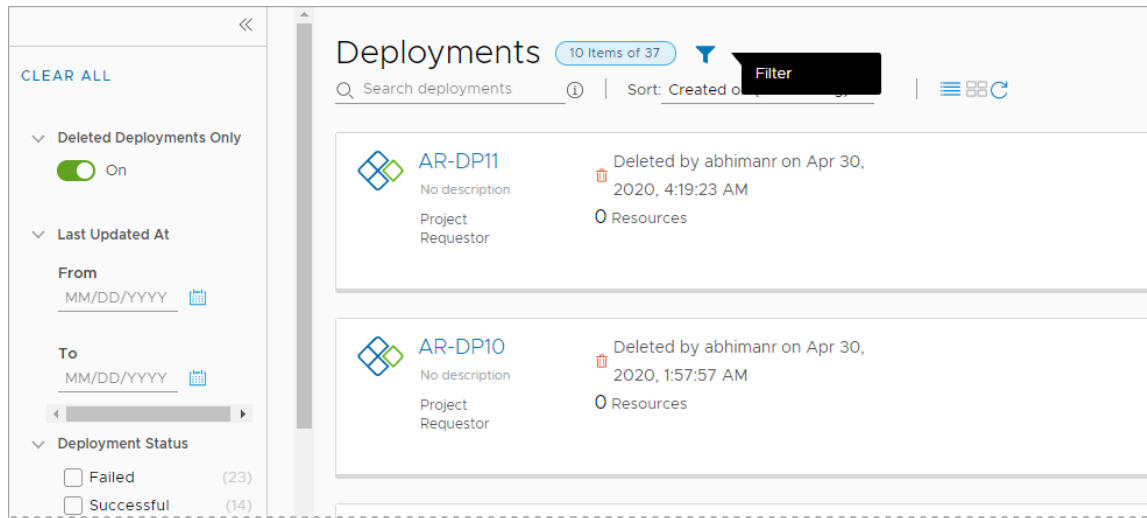 CLEAR ALL
Deleted Deployments Only
On
Last Updated At
From
MM/DD/YYYY
To
MM/DD/YYYY
Deployment Status
Failed (23)
Successful (14)
Deployments 10 Items of 37
Filter
Search deployments Sort: Created
AR-DP11
No description
Project
Requestor
Deleted by abhimanr on Apr 30,
2020, 4:19:23 AM
0 Resources
AR-DP10
No description
Project
Requestor
Deleted by abhimanr on Apr 30,
2020, 1:57:57 AM
0 Resources